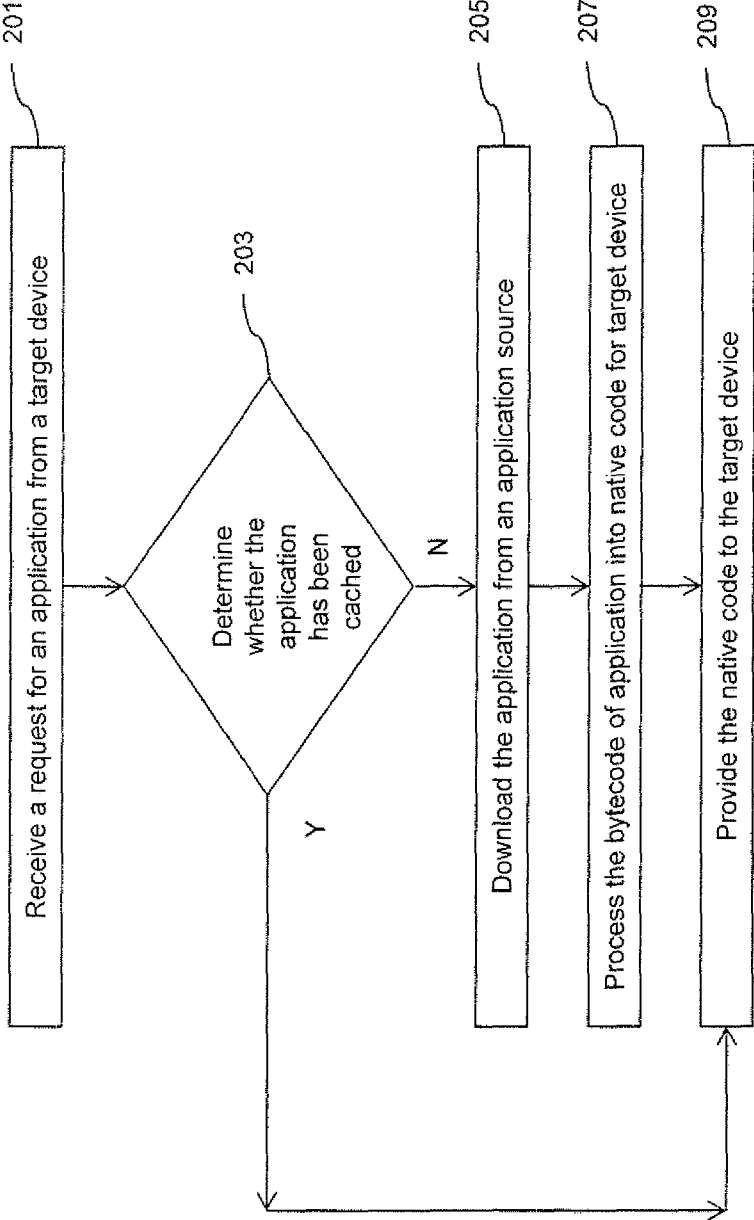 201
Receive a request for an application from a target device
203
Determine
whether the
application
has been
cached
Y
N
205
Download the application from an application source
207
Process the bytecode of application into native code for target device
209
Provide the native code to the target device